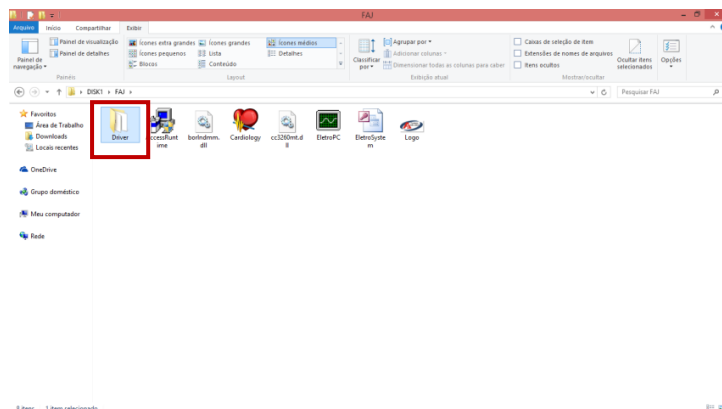 FAJ
Arquivo Início Compartilhar Exibir
Painel de navegação
Painel de visualização
Painel de detalhes
Painéis
Ícones extra grandes Ícones grandes Ícones médios
Ícones pequenos Lista Detalhes
Blocos Conteúdo
Layout
Classificar por
Agrupar por
Adicionar colunas
Dimensionar todas as colunas para caber
Exibição atual
Caixas de seleção de item
Extensões de nomes de arquivos
Itens ocultos
Ocultar itens selecionados
Mostrar/ocultar
Opções
DISK1 FAJ
Pesquisar FAJ
Favoritos
Área de Trabalho
Downloads
Locais recentes
OneDrive
Grupo doméstico
Meu computador
Rede
Driver
ccessRunt
ime
borlndmm.
dll
Cardiology
cc3260mt.d
ll
EletroPC
EletroSyste
m
Logo
8 itens 1 item selecionado